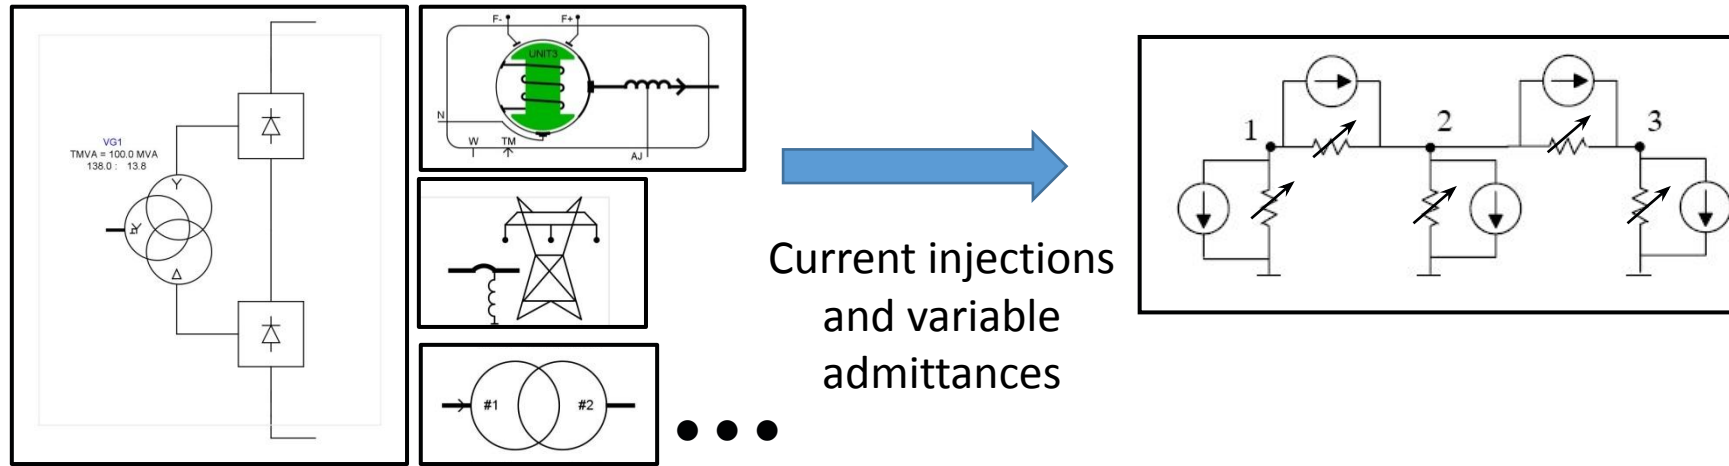 VG1
TMVA = 100.0 MVA
138.0 : 13.8
Y
Y
Δ
F-
F+
UNIT3
N
W
TM
AJ
#1
#2
Current injections
and variable
admittances
1
2
3